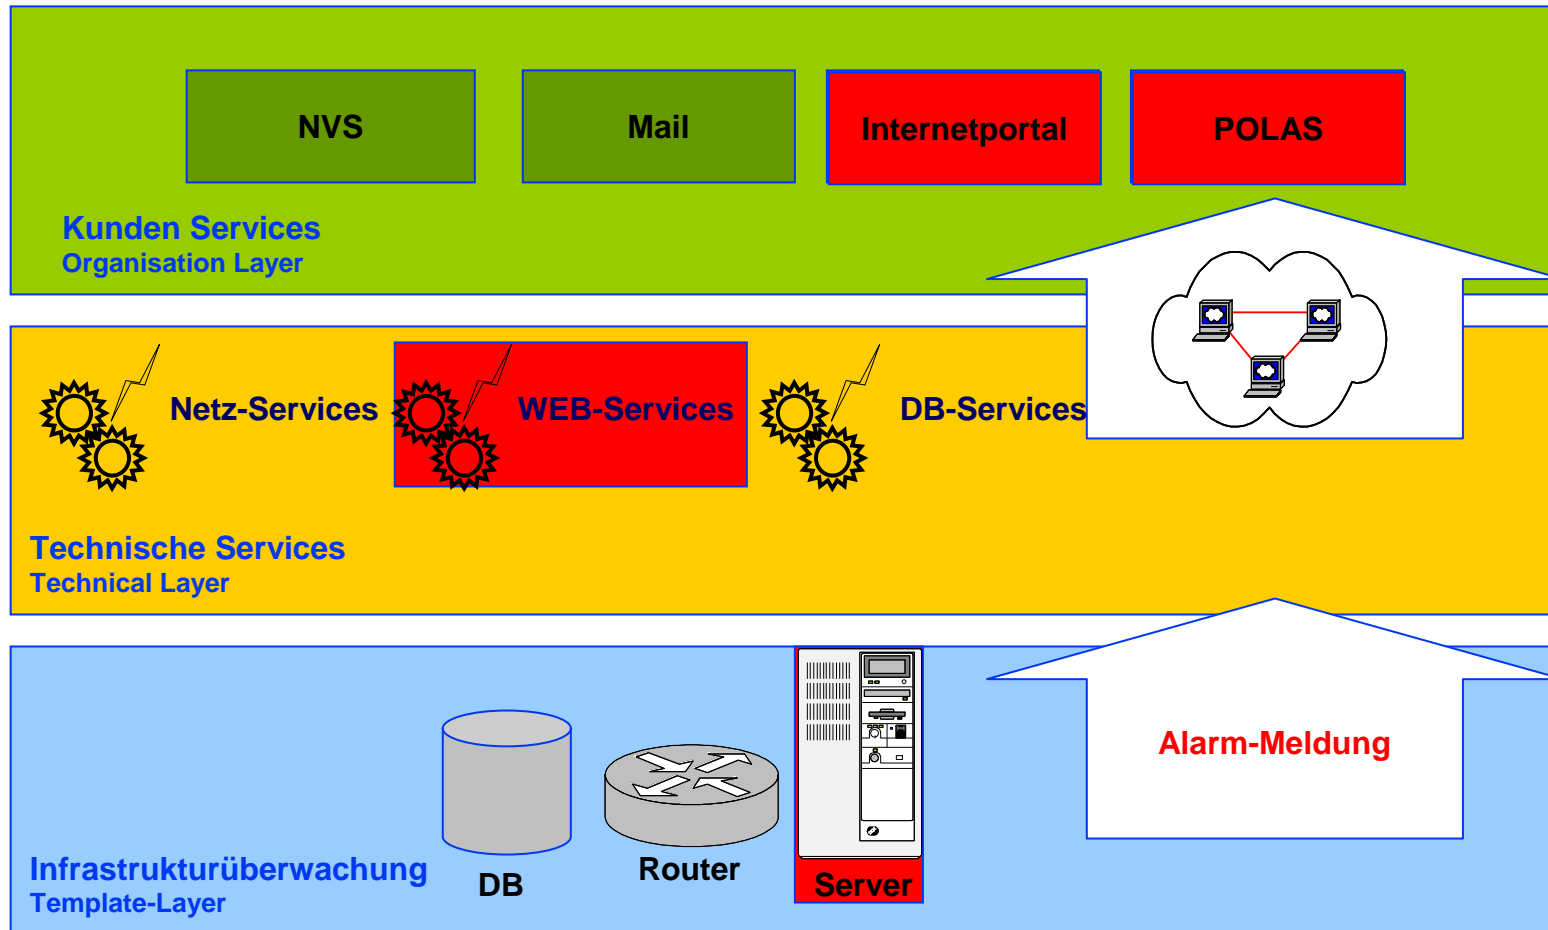 NVS
Mail
Internetportal
POLAS
Kunden Services
Organisation Layer
Netz-Services
WEB-Services
DB-Services
Technische Services
Technical Layer
Alarm-Meldung
Infrastrukturüberwachung
Template-Layer
DB
Router
Server